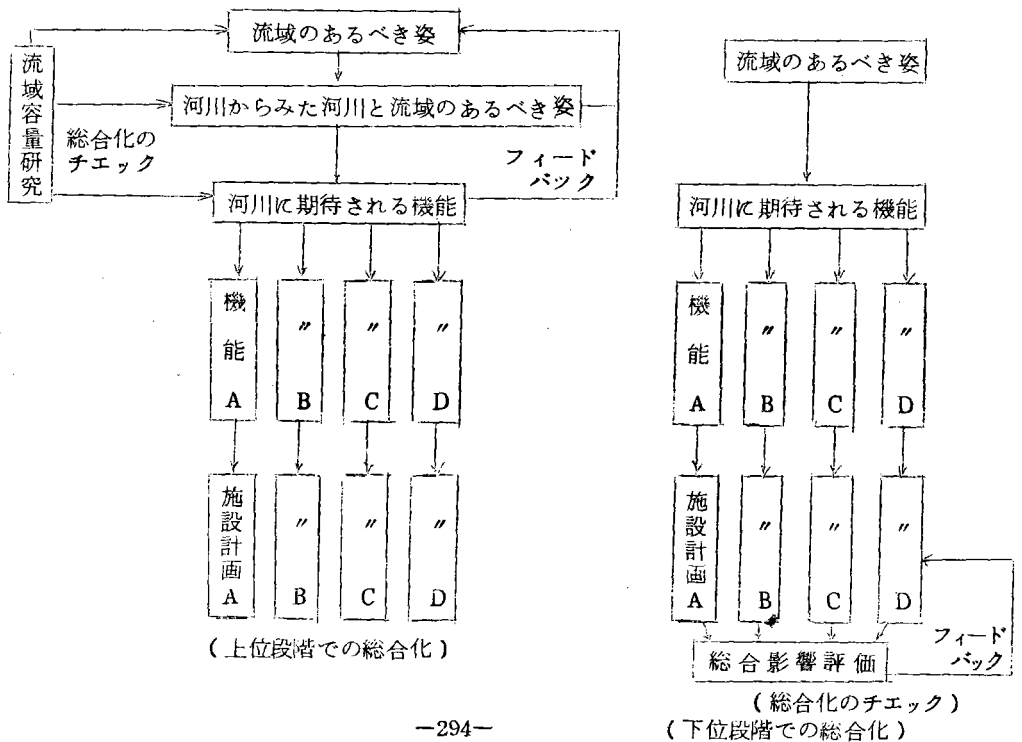 流域のあるべき姿
流域容量研究
河川からみた河川と流域のあるべき姿
総合化の
チエック
フィード
バック
河川に期待される機能
機能A
〃B
〃C
〃D
施設計画A
〃B
〃C
〃D
(上位段階での総合化)
流域のあるべき姿
河川に期待される機能
機能A
〃B
〃C
〃D
施設計画A
〃B
〃C
〃D
フィード
バック
総合影響評価
(総合化のチエック)
(下位段階での総合化)
−294−